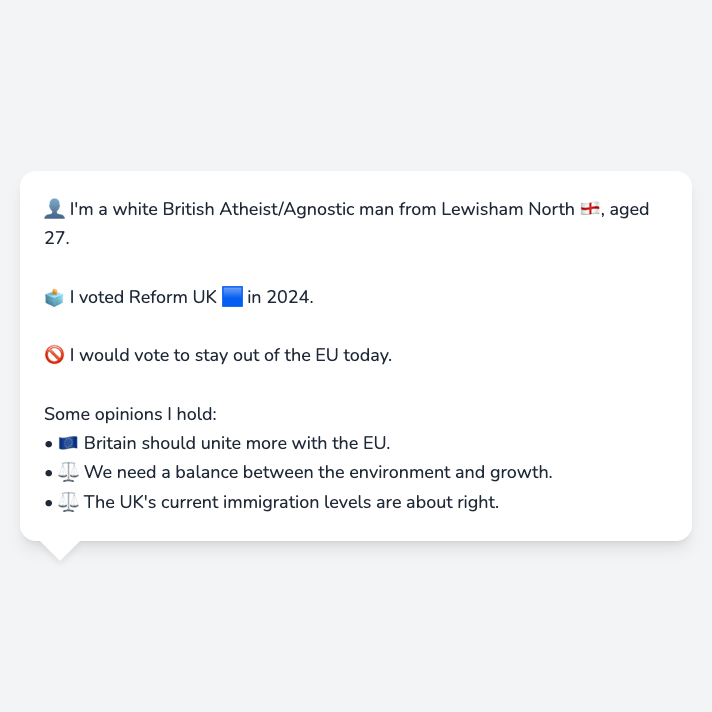 👤 I'm a white British Atheist/Agnostic man from Lewisham North 🏴󠁧󠁢󠁥󠁮󠁧󠁿, aged
27.
🗳️ I voted Reform UK 🟦 in 2024.
🚫 I would vote to stay out of the EU today.
Some opinions I hold:
• 🇪🇺 Britain should unite more with the EU.
• ⚖️ We need a balance between the environment and growth.
• ⚖️ The UK's current immigration levels are about right.